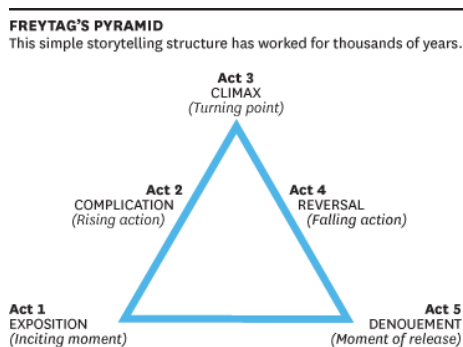 FREYTAG'S PYRAMID
This simple storytelling structure has worked for thousands of years.
Act 3
CLIMAX
(Turning point)
Act 2
COMPLICATION
(Rising action)
Act 4
REVERSAL
(Falling action)
Act 1
EXPOSITION
(Inciting moment)
Act 5
DENOUEMENT
(Moment of release)